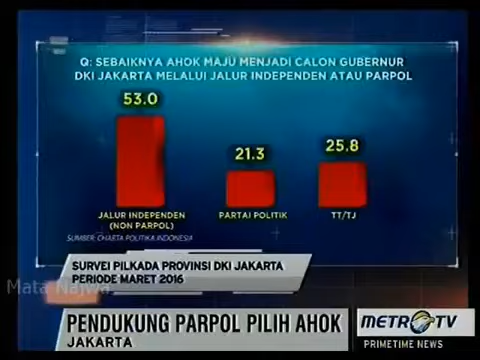 Q: SEBAIKNYA AHOK MAJU MENJADI CALON GUBERNUR
DKI JAKARTA MELALUI JALUR INDEPENDEN ATAU PARPOL
53.0
21.3
25.8
JALUR INDEPENDEN
(NON PARPOL)
PARTAI POLITIK
TT/TJ
SUMBER: CHARTA POLITIKA INDONESIA
SURVEI PILKADA PROVINSI DKI JAKARTA
PERIODE MARET 2016
Mata Najwa
PENDUKUNG PARPOL PILIH AHOK
JAKARTA
METRO TV
PRIMETIME NEWS